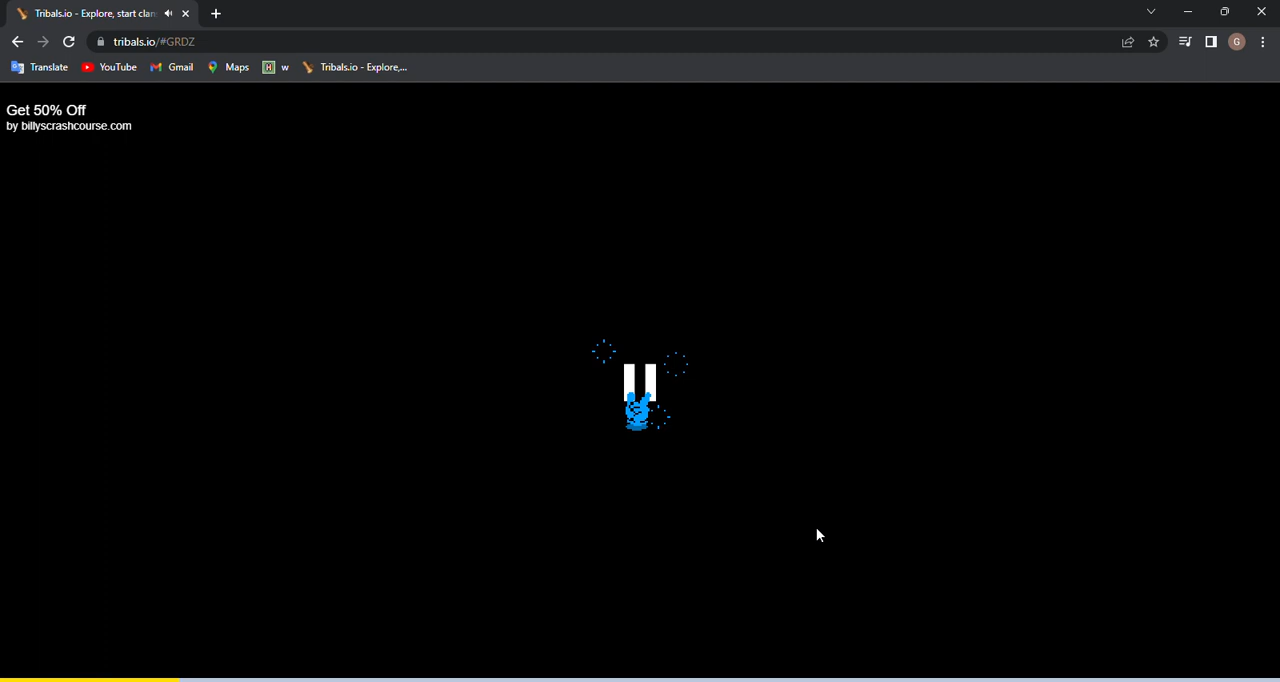 Tribals.io - Explore, start clan
tribals.io/#GRDZ
G
Translate
YouTube
Gmail
Maps
H
w
Tribals.io - Explore,...
Get 50% Off
by billyscrashcourse.com